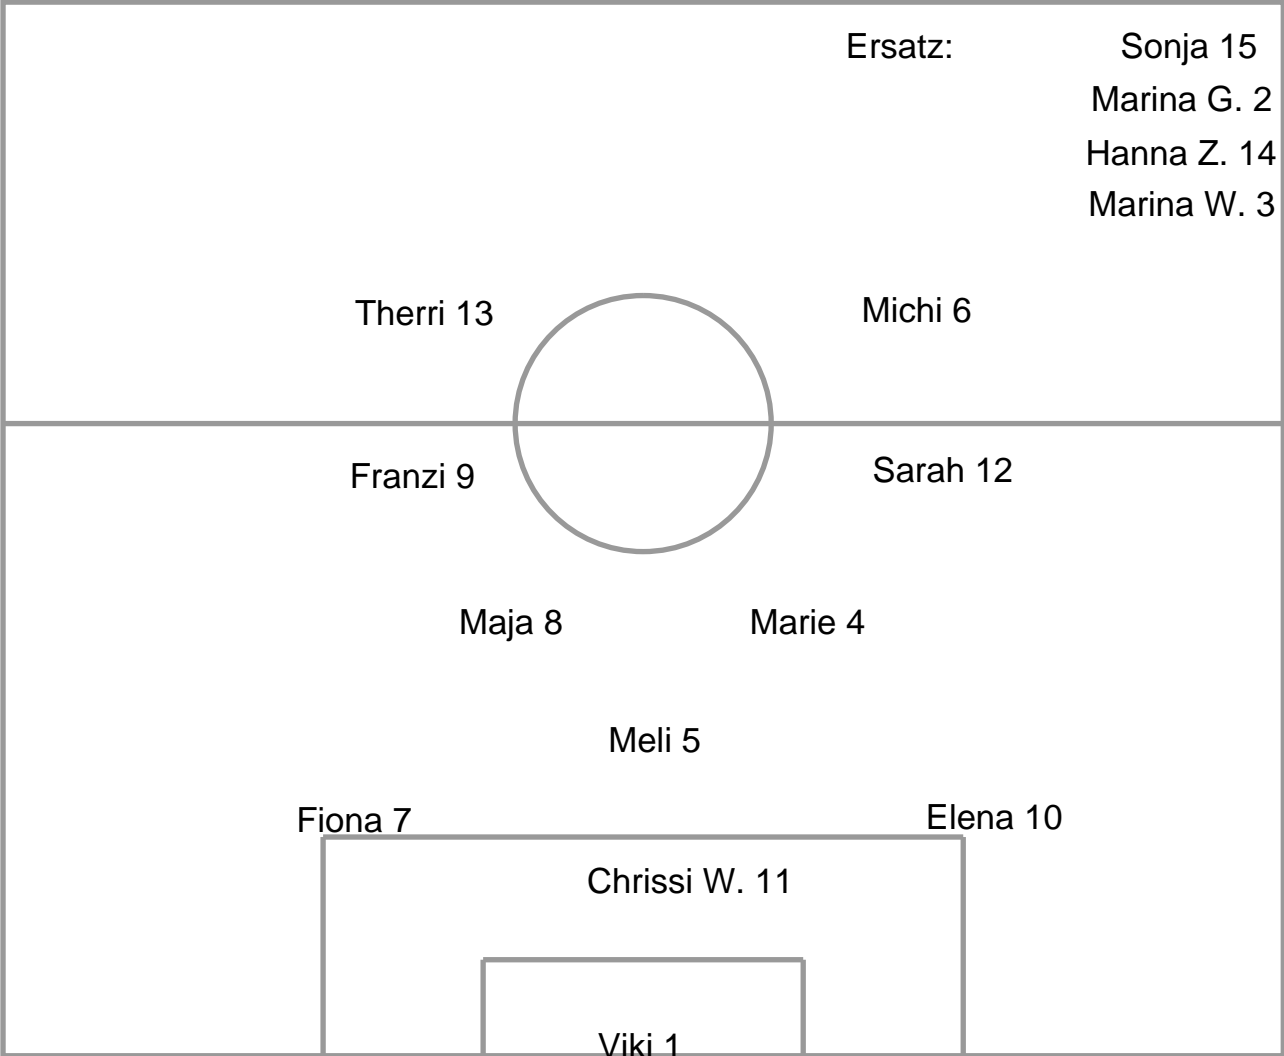 Ersatz: Sonja 15
Marina G. 2
Hanna Z. 14
Marina W. 3
Therri 13 Michi 6
Franzi 9 Sarah 12
Maja 8 Marie 4
Meli 5
Fiona 7 Elena 10
Chrissi W. 11
Viki 1